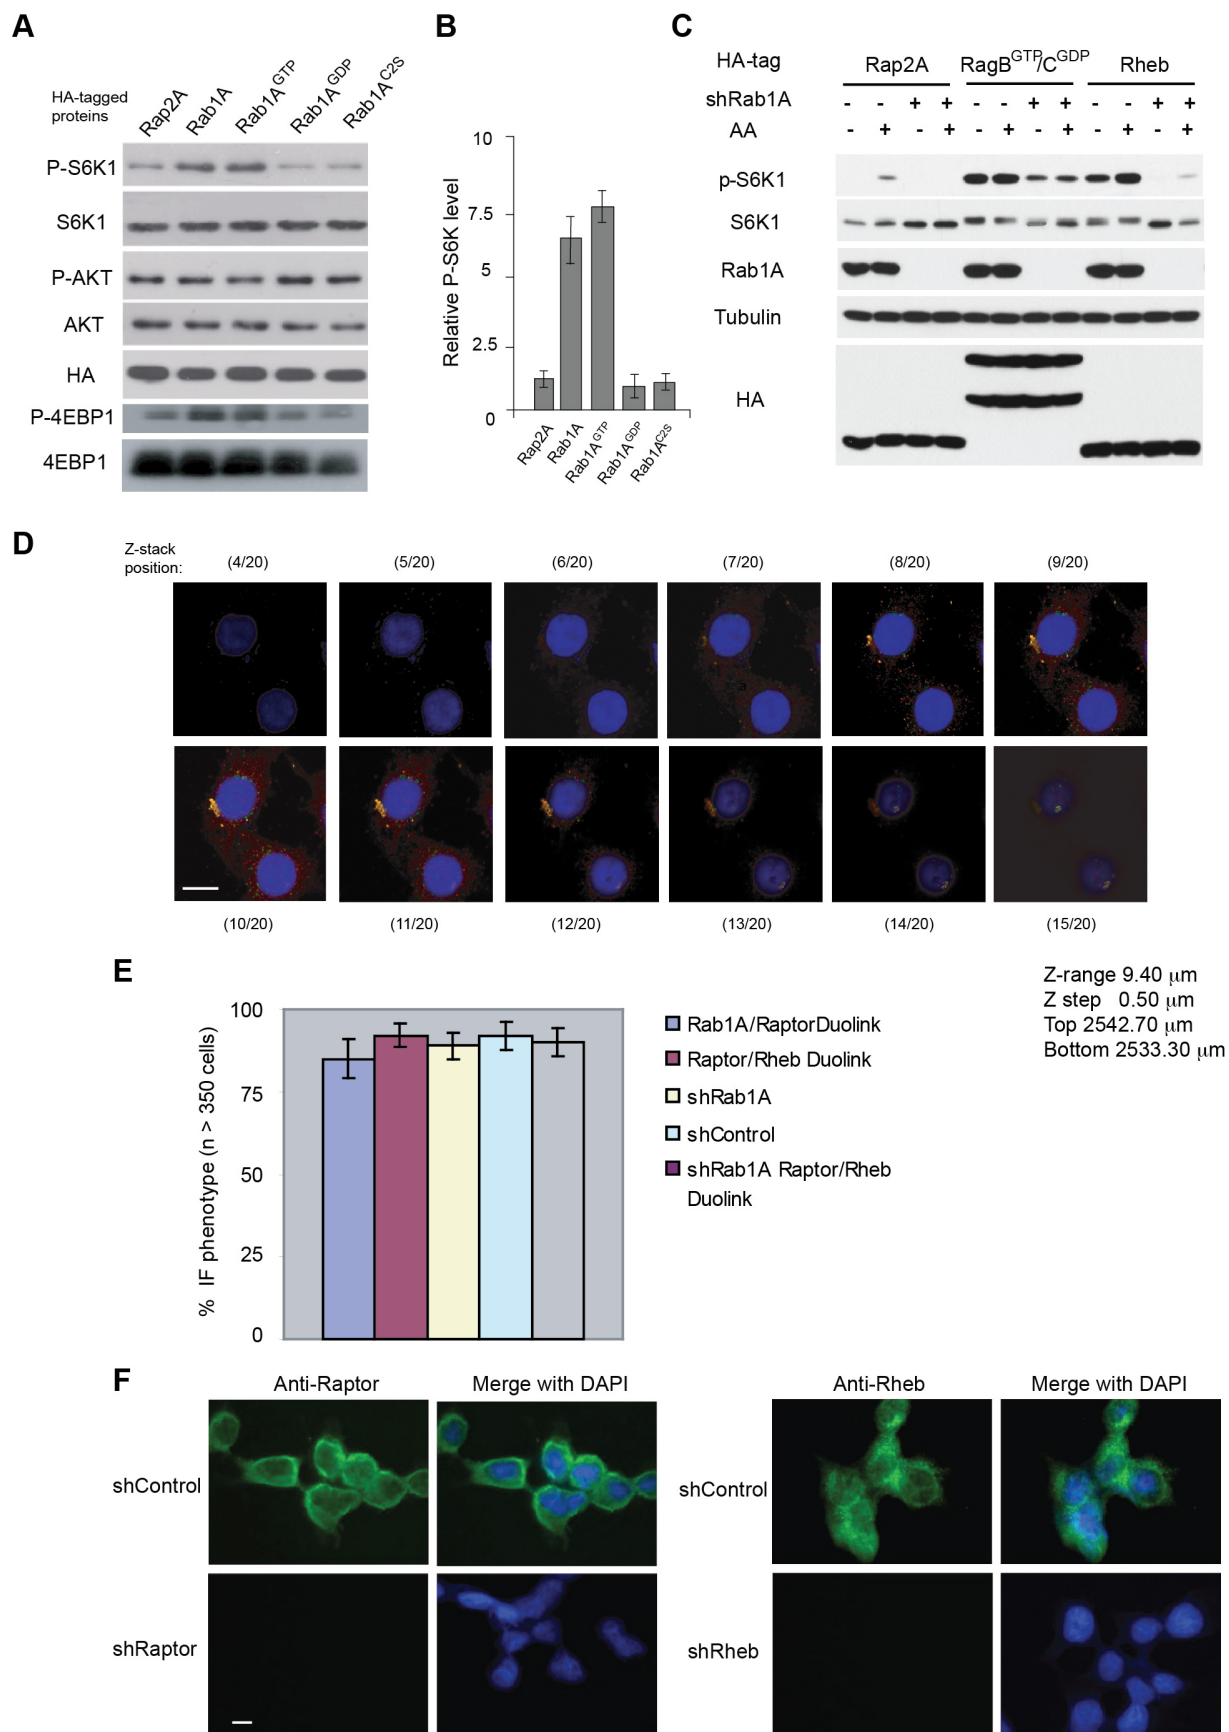 A
HA-tagged
proteins
Rap2A
Rab1A
Rab1A^GTP
Rab1A^GDP
Rab1A^C2S
P-S6K1
S6K1
P-AKT
AKT
HA
P-4EBP1
4EBP1
B
Relative P-S6K level
10
7.5
5
2.5
0
Rap2A
Rab1A
Rab1A^GTP
Rab1A^GDP
Rab1A^C2S
C
HA-tag Rap2A RagB^GTP/C^GDP Rheb
shRab1A - - + + - - + + - - + +
AA - + - + - + - + - + - +
p-S6K1
S6K1
Rab1A
Tubulin
HA
D
Z-stack
position:
(4/20) (5/20) (6/20) (7/20) (8/20) (9/20)
(10/20) (11/20) (12/20) (13/20) (14/20) (15/20)
Z-range 9.40 µm
Z step 0.50 µm
Top 2542.70 µm
Bottom 2533.30 µm
E
% IF phenotype (n > 350 cells)
100
75
50
25
0
Rab1A/RaptorDuolink
Raptor/Rheb Duolink
shRab1A
shControl
shRab1A Raptor/Rheb
Duolink
F
Anti-Raptor Merge with DAPI Anti-Rheb Merge with DAPI
shControl
shControl
shRaptor
shRheb